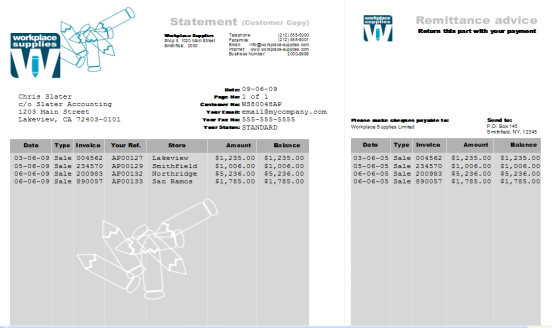 workplace supplies
Statement (Customer Copy)
Workplace Supplies
Shop 5, 1020 Main Street
Smithfield, 2000
Telephone: (212) 555-5000
Facsimile: (212) 555-5001
Email: info@workplace-supplies.com
Internet: www.workplace-supplies.com
Business Number: 2000-9999
Date: 09-06-09
Page No: 1 of 1
Customer No: MS80048AF
Your Email: email@mycompany.com
Your Fax No: 555-555-5555
Your Status: STANDARD
Chris Slater
c/o Slater Accounting
1203 Main Street
Lakeview, CA 72403-0101
Date Type Invoice Your Ref. Store Amount Balance
03-06-09 Sale 004562 AP00127 Lakeview $1,235.00 $1,235.00
05-06-09 Sale 234570 AP00129 Smithfield $1,006.00 $1,006.00
06-06-09 Sale 200983 AP00132 Northridge $5,236.00 $5,236.00
06-06-09 Sale 890057 AP00133 San Ramos $1,785.00 $1,785.00
workplace supplies
Remittance advice
Return this part with your payment
Please make cheques payable to:
Workplace Supplies Limited
Send to:
P.O. Box 145
Smithfield, NY, 12345
Date Type Invoice Amount Balance
03-06-05 Sale 004562 $1,235.00 $1,235.00
05-06-05 Sale 234570 $1,006.00 $1,006.00
06-06-05 Sale 200983 $5,236.00 $5,236.00
06-06-05 Sale 890057 $1,785.00 $1,785.00